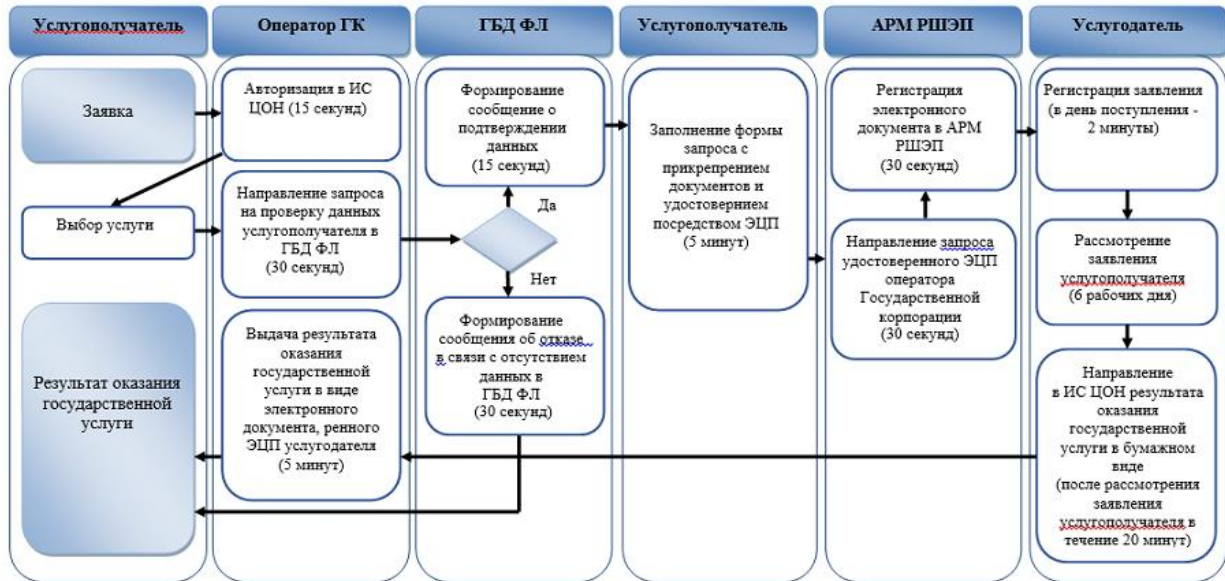 Услугополучатель
Оператор ГК
ГБД ФЛ
Услугополучатель
АРМ РШЭП
Услугодатель
Заявка
Авторизация в ИС
ЦОН (15 секунд)
Выбор услуги
Направление запроса
на проверку данных
услугополучателя в
ГБД ФЛ
(30 секунд)
Формирование
сообщение о
подтверждении
данных
(15 секунд)
Да
Нет
Формирование
сообщения об отказе
в связи с отсутствием
данных в
ГБД ФЛ
(30 секунд)
Заполнение формы
запроса с
прикрепрением
документов и
удостовернием
посредством ЭЦП
(5 минут)
Направление запроса
удостоверенного ЭЦП
оператора
Государственной
корпорации
(30 секунд)
Регистрация
электронного
документа в АРМ
РШЭП
(30 секунд)
Регистрация заявления
(в день поступления -
2 минуты)
Рассмотрение
заявления
услугополучателя
(6 рабочих дня)
Направление
в ИС ЦОН результата
оказания
государственной
услуги в бумажном
виде
(после рассмотрения
заявления
услугополучателя в
течение 20 минут)
Выдача результата
оказания
государственной
услуги в виде
электронного
документа, ренного
ЭЦП услугодателя
(5 минут)
Результат оказания
государственной
услуги